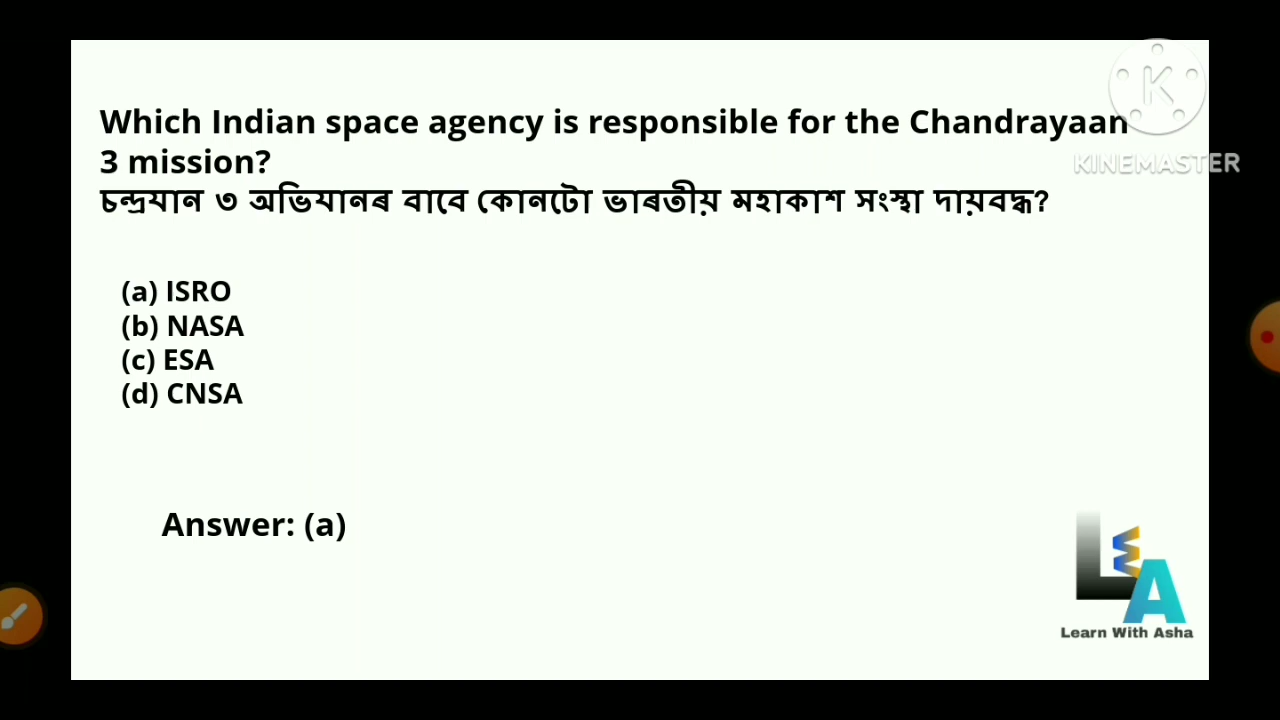 Which Indian space agency is responsible for the Chandrayaan
3 mission?
চন্দ্ৰযান ৩ অভিযানৰ বাবে কোনটো ভাৰতীয় মহাকাশ সংস্থা দায়বদ্ধ?
(a) ISRO
(b) NASA
(c) ESA
(d) CNSA
Answer: (a)
K
KINEMASTER
LEA
Learn With Asha